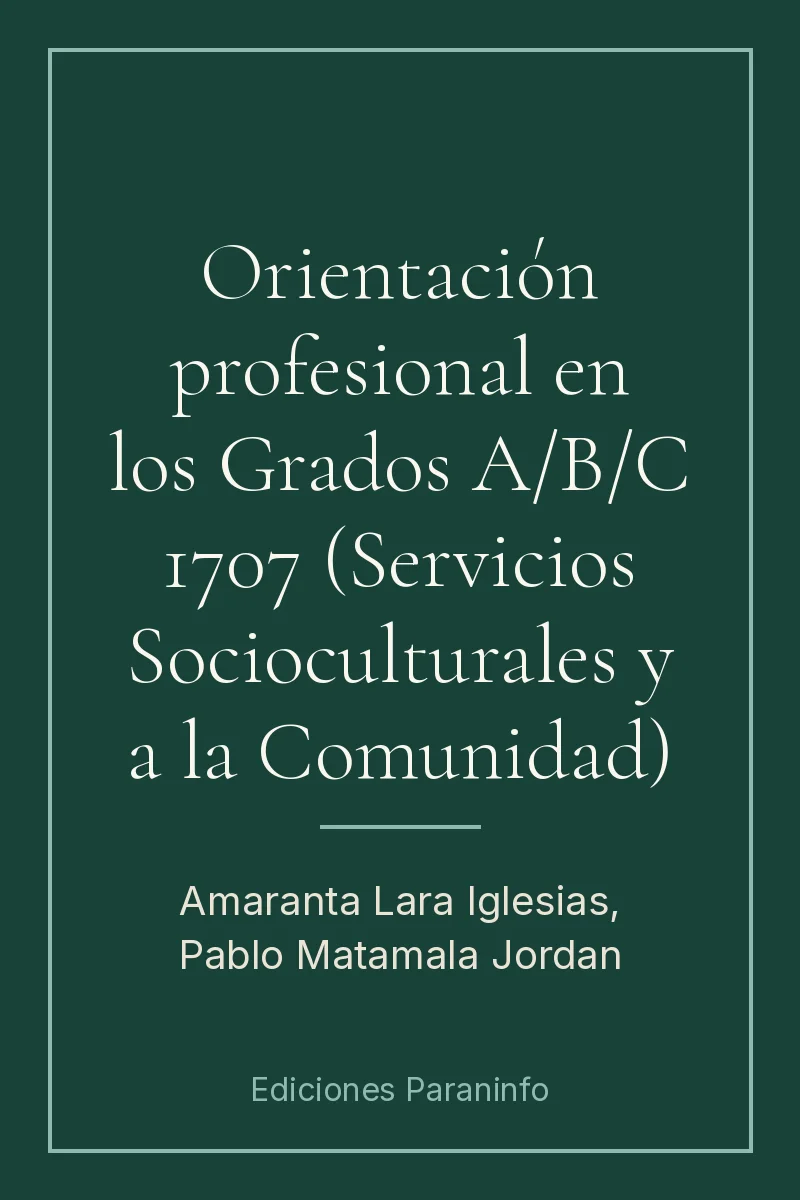 Orientación
profesional en
los Grados A/B/C
1707 (Servicios
Socioculturales y
a la Comunidad)
Amaranta Lara Iglesias,
Pablo Matamala Jordan
Ediciones Paraninfo